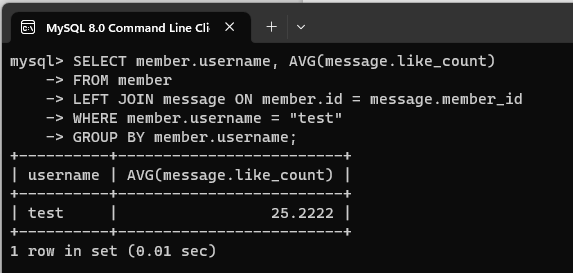 MySQL 8.0 Command Line Cli
mysql> SELECT member.username, AVG(message.like_count)
    -> FROM member
    -> LEFT JOIN message ON member.id = message.member_id
    -> WHERE member.username = "test"
    -> GROUP BY member.username;
+----------+-------------------------+
| username | AVG(message.like_count) |
+----------+-------------------------+
| test     |                 25.2222 |
+----------+-------------------------+
1 row in set (0.01 sec)